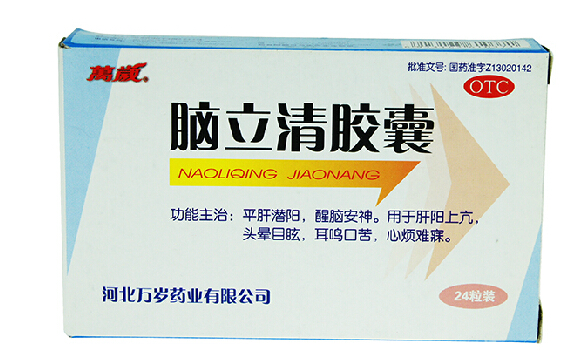 萬歲
批准文号: 国药准字Z13020142
OTC
脑立清胶囊
NAOLIQING JIAONANG
功能主治: 平肝潜阳，醒脑安神。用于肝阳上亢，
头晕目眩，耳鸣口苦，心烦难寐。
24粒装
河北万岁药业有限公司